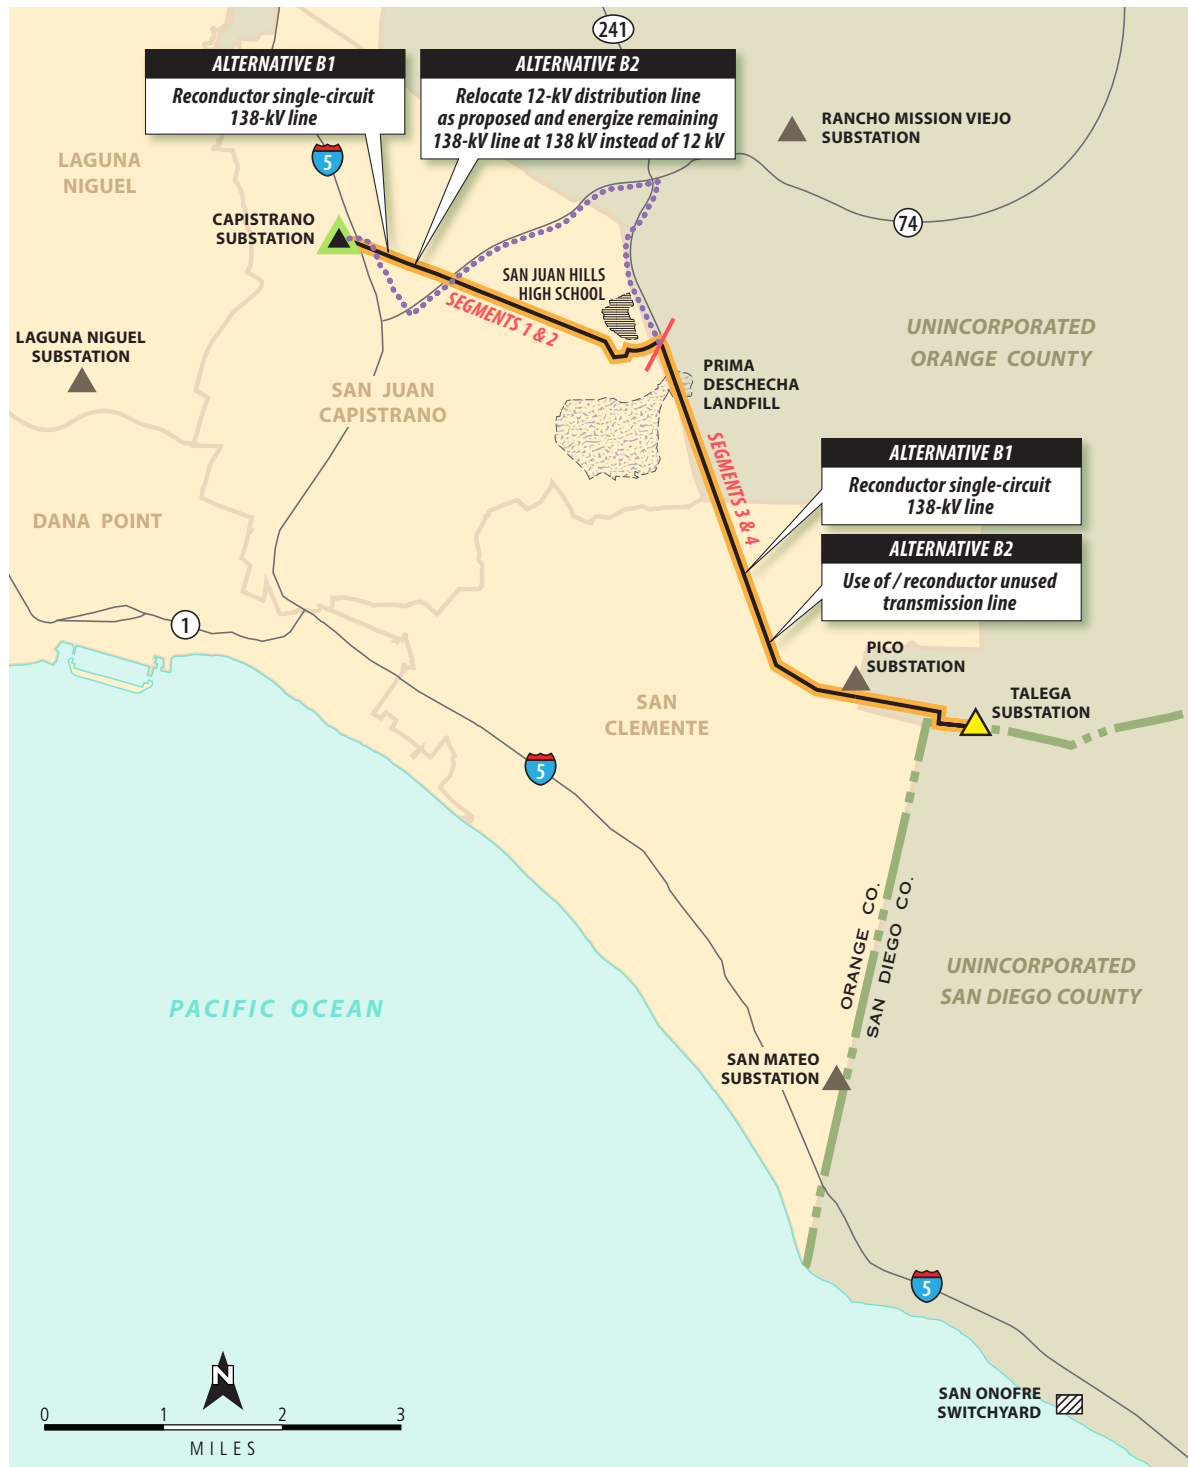 241
ALTERNATIVE B1
Reconductor single-circuit
138-kV line
ALTERNATIVE B2
Relocate 12-kV distribution line
as proposed and energize remaining
138-kV line at 138 kV instead of 12 kV
RANCHO MISSION VIEJO
SUBSTATION
LAGUNA
NIGUEL
5
CAPISTRANO
SUBSTATION
74
SAN JUAN HILLS
HIGH SCHOOL
SEGMENTS 1 & 2
LAGUNA NIGUEL
SUBSTATION
UNINCORPORATED
ORANGE COUNTY
PRIMA
DESCHECHA
LANDFILL
SAN JUAN
CAPISTRANO
SEGMENTS 3 & 4
ALTERNATIVE B1
Reconductor single-circuit
138-kV line
DANA POINT
ALTERNATIVE B2
Use of / reconductor unused
transmission line
1
PICO
SUBSTATION
TALEGA
SUBSTATION
SAN
CLEMENTE
5
ORANGE CO.
SAN DIEGO CO.
UNINCORPORATED
SAN DIEGO COUNTY
PACIFIC OCEAN
SAN MATEO
SUBSTATION
5
N
SAN ONOFRE
SWITCHYARD
0 1 2 3
MILES